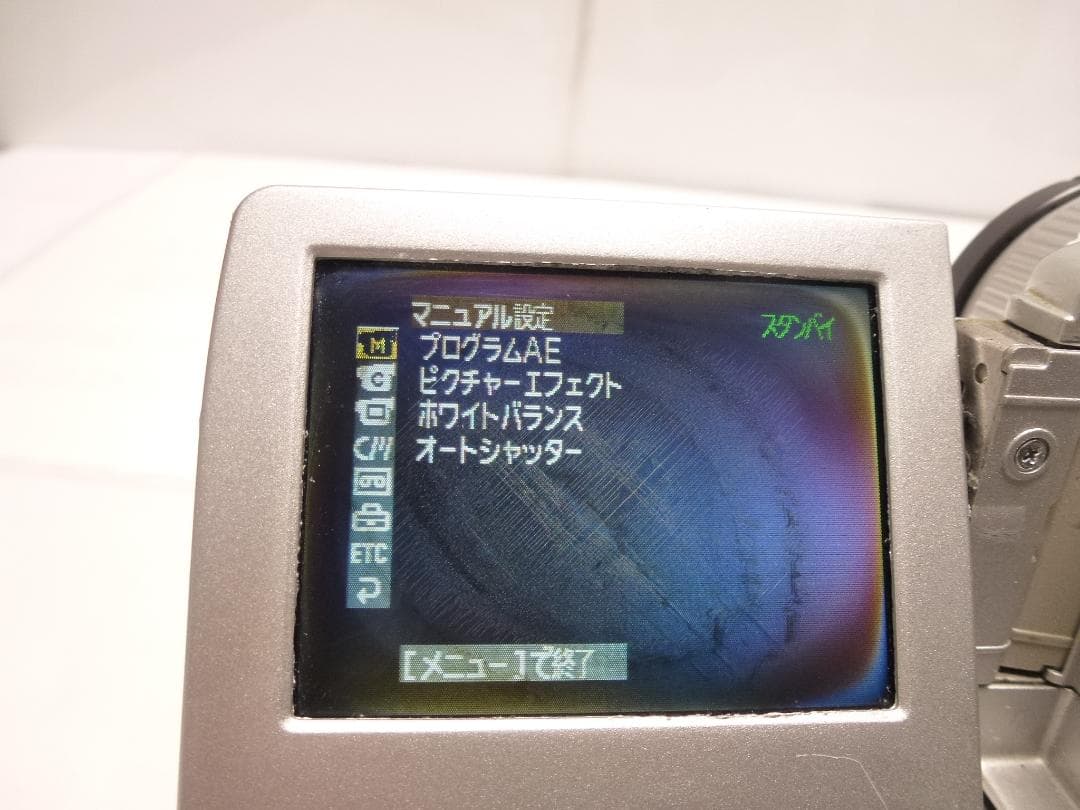 マニュアル設定
スタンバイ
M
プログラムAE
C
ピクチャーエフェクト
ホワイトバランス
オートシャッター
ETC
[メニュー]で終了